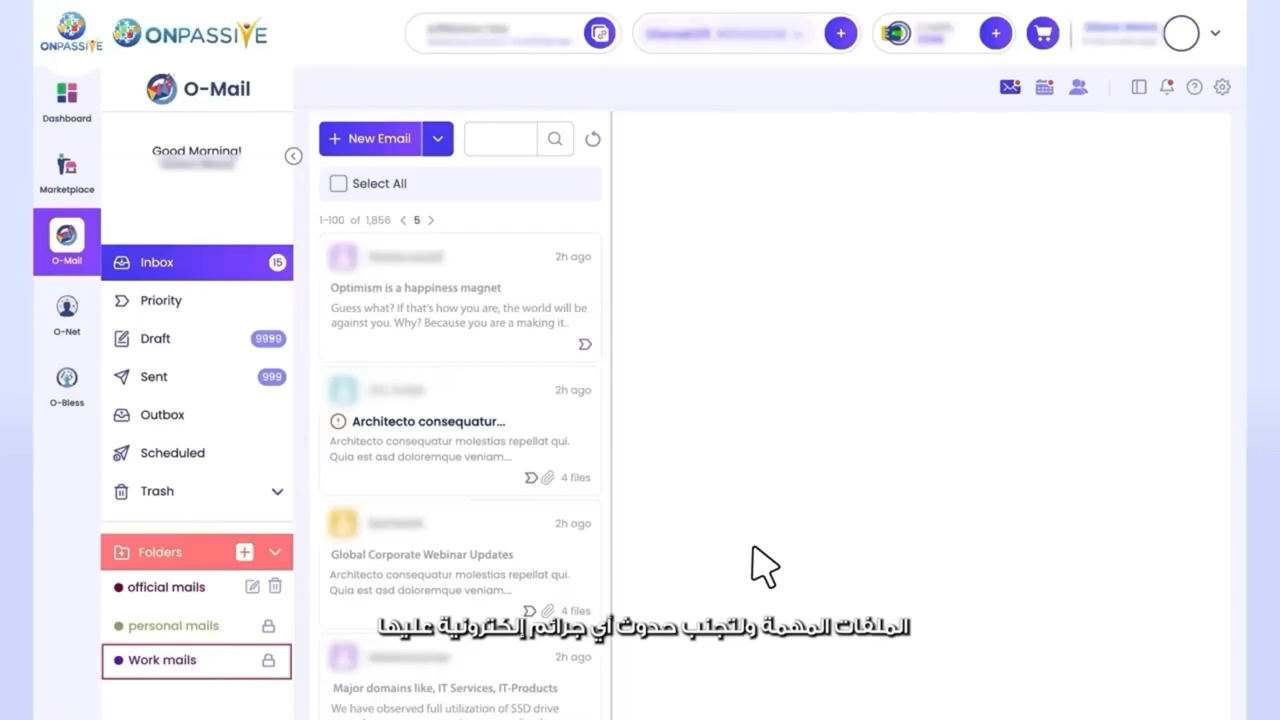 ONPASSIVE
ONPASSIVE
Dashboard
Marketplace
O-Mail
O-Net
O-Bless
O-Mail
Good Morning!
Inbox 15
Priority
Draft 9999
Sent 999
Outbox
Scheduled
Trash
Folders
official mails
personal mails
Work mails
+ New Email
Select All
1-100 of 1,856 < 5 >
2h ago
Optimism is a happiness magnet
Guess what? If that's how you are, the world will be
against you. Why? Because you are a making it..
2h ago
Architecto consequatur...
Architecto consequatur molestias repellat qui.
Quia est asd doloremque veniam...
4 files
2h ago
Global Corporate Webinar Updates
Architecto consequatur molestias repellat qui.
Quia est asd doloremque veniam...
4 files
الملفات المهمة ولتجنب حدوث أي جرائم إلكترونية عليها
2h ago
Major domains like, IT Services, IT-Products
We have observed full utilization of SSD drive